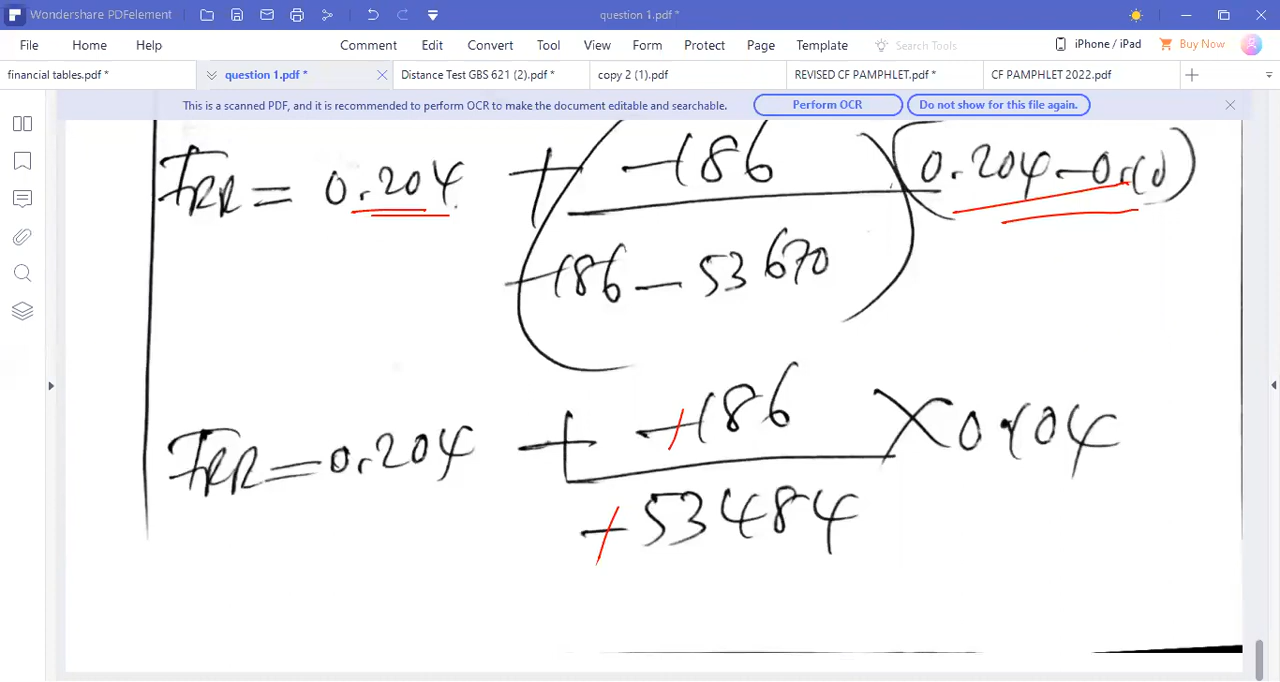 Wondershare PDFelement
question 1.pdf *
File Home Help Comment Edit Convert Tool View Form Protect Page Template Search Tools iPhone / iPad Buy Now
financial tables.pdf * question 1.pdf * Distance Test GBS 621 (2).pdf * copy 2 (1).pdf REVISED CF PAMPHLET.pdf * CF PAMPHLET 2022.pdf
This is a scanned PDF, and it is recommended to perform OCR to make the document editable and searchable. Perform OCR Do not show for this file again.
IRR = 0.204 + ( -186 ) (0.204 - 0.10)
-186 - 53670
IRR = 0.204 + -186 X 0.104
-53484